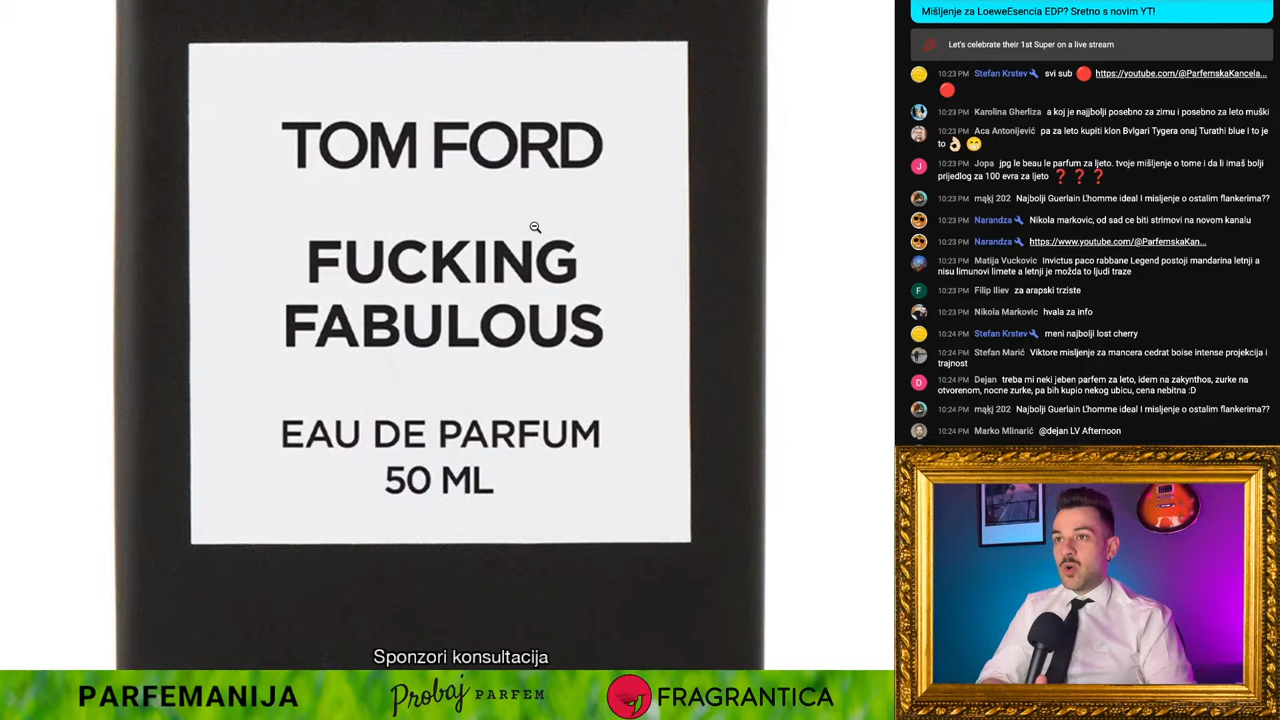 TOM FORD
FUCKING
FABULOUS
EAU DE PARFUM
50 ML
Sponzori konsultacija
PARFEMANIJA
Probaj PARFEM
FRAGRANTICA
Mišljenje za LoeweEsencia EDP? Sretno s novim YT!
Let's celebrate their 1st Super on a live stream
10:23 PM Stefan Krstev svi sub 🔴 https://youtube.com/@ParfemskaKancela...
🔴
10:23 PM Karolina Gherliza a koj je najjbolji posebno za zimu i posebno za leto muški
10:23 PM Aca Antonijević pa za leto kupiti klon Bvlgari Tygera onaj Turathi blue I to je
to 👌🏻 😁
10:23 PM Jopa jpg le beau le parfum za ljeto. tvoje mišljenje o tome i da li imaš bolji
prijedlog za 100 evra za ljeto ❓ ❓ ❓
10:23 PM mąkj 202 Najbolji Guerlain L'homme ideal I misljenje o ostalim flankerima??
10:23 PM Narandza Nikola markovic, od sad ce biti strimovi na novom kanalu
10:23 PM Narandza https://www.youtube.com/@ParfemskaKan...
10:23 PM Matija Vuckovic Invictus paco rabbane Legend postoji mandarina letnji a
nisu limunovi limete a letnji je možda to ljudi traze
10:23 PM Filip Iliev za arapski trziste
10:23 PM Nikola Markovic hvala za info
10:24 PM Stefan Krstev meni najbolji lost cherry
10:24 PM Stefan Marić Viktore misljenje za mancera cedrat boise intense projekcija i
trajnost
10:24 PM Dejan treba mi neki jeben parfem za leto, idem na zakynthos, zurke na
otvorenom, nocne zurke, pa bih kupio nekog ubicu, cena nebitna :D
10:24 PM mąkj 202 Najbolji Guerlain L'homme ideal I misljenje o ostalim flankerima??
10:24 PM Marko Mlinarić @dejan LV Afternoon